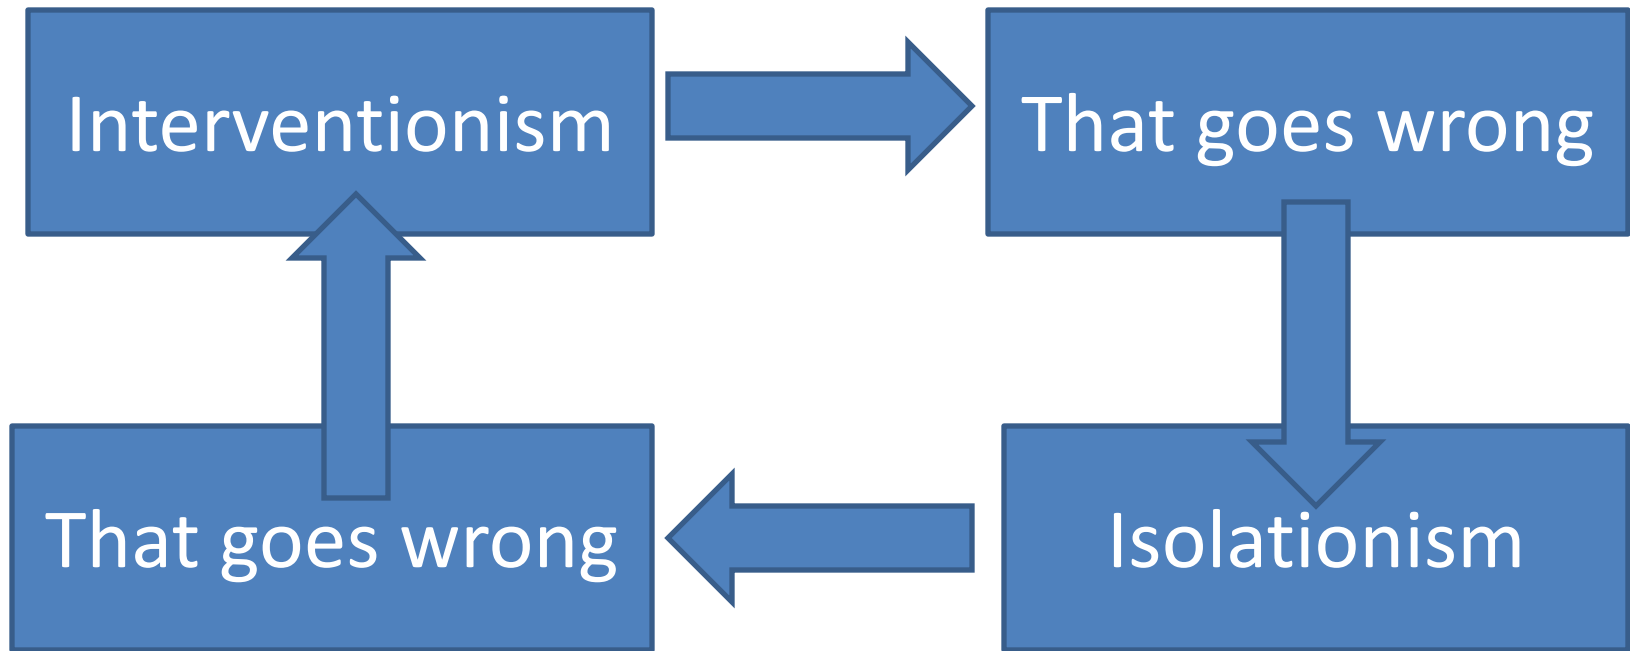 Interventionism
That goes wrong
That goes wrong
Isolationism